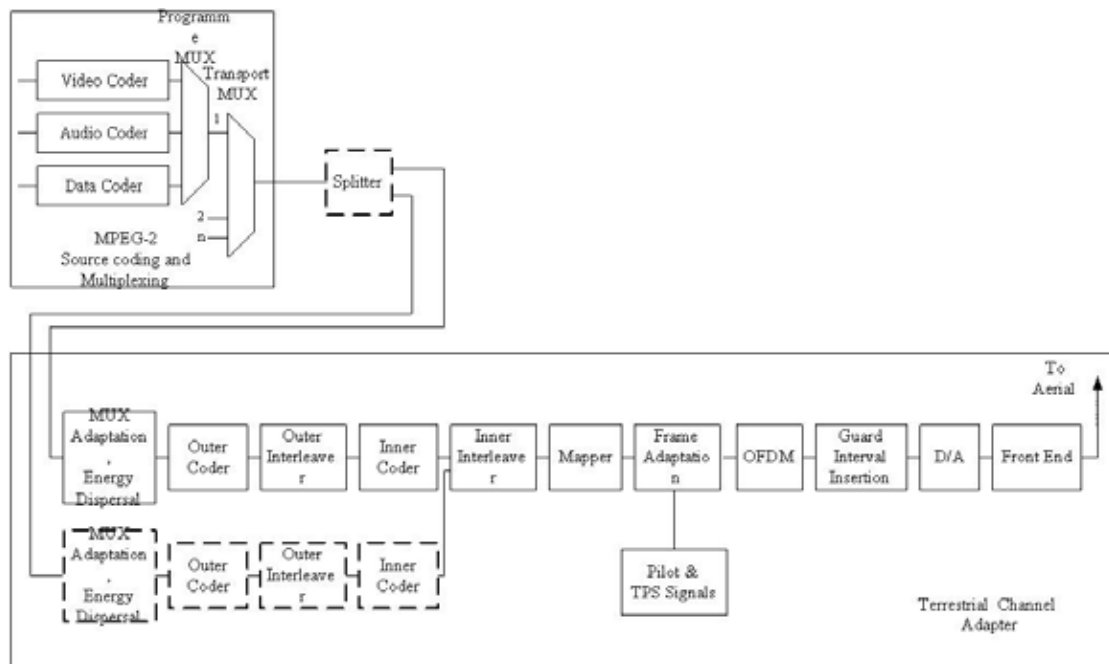 Programm
e
MUX
Transport
MUX
Video Coder
1
Audio Coder
Data Coder
Splitter
2
n
MPEG-2
Source coding and
Multiplexing
To
Aerial
MUX
Adaptation
,
Energy
Dispersal
Outer
Coder
Outer
Interleave
r
Inner
Coder
Inner
Interleave
r
Mapper
Frame
Adaptatio
n
OFDM
Guard
Interval
Insertion
D/A
Front End
MUX
Adaptation
,
Energy
Dispersal
Outer
Coder
Outer
Interleave
r
Inner
Coder
Pilot &
TPS Signals
Terrestrial Channel
Adapter